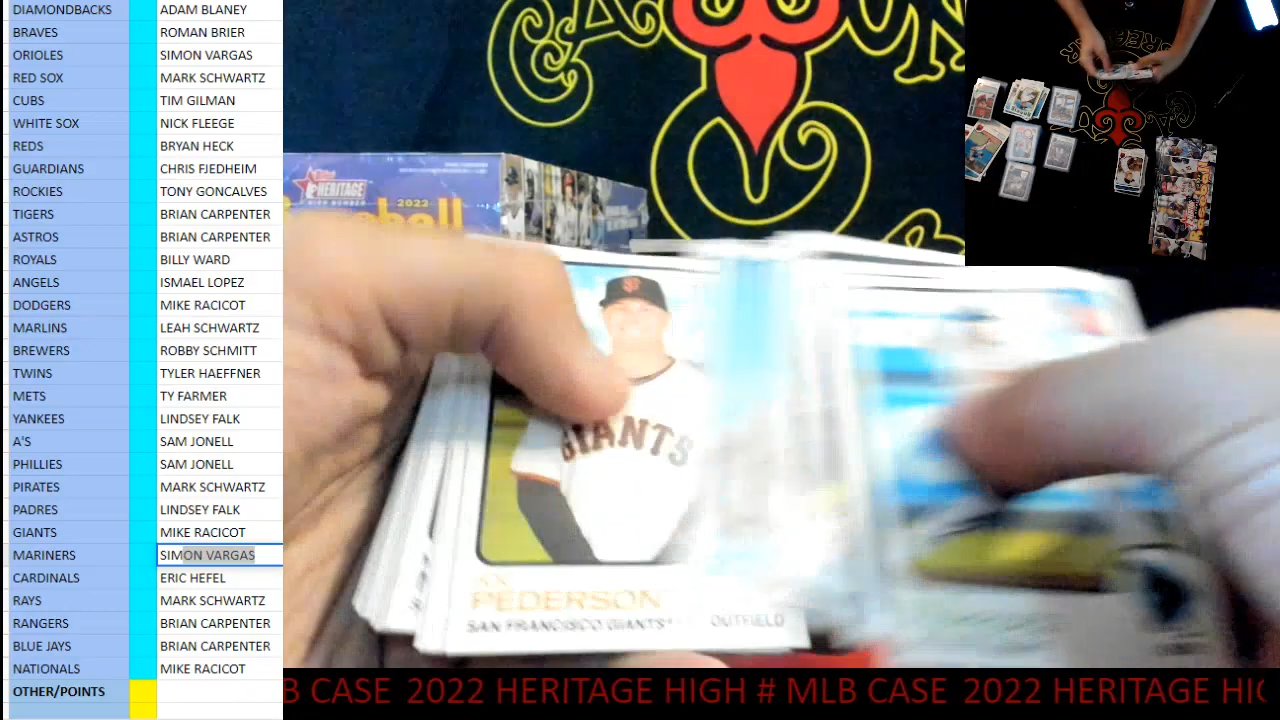 DIAMONDBACKS ADAM BLANEY
BRAVES ROMAN BRIER
ORIOLES SIMON VARGAS
RED SOX MARK SCHWARTZ
CUBS TIM GILMAN
WHITE SOX NICK FLEEGE
REDS BRYAN HECK
GUARDIANS CHRIS FJEDHEIM
ROCKIES TONY GONCALVES
TIGERS BRIAN CARPENTER
ASTROS BRIAN CARPENTER
ROYALS BILLY WARD
ANGELS ISMAEL LOPEZ
DODGERS MIKE RACICOT
MARLINS LEAH SCHWARTZ
BREWERS ROBBY SCHMITT
TWINS TYLER HAEFFNER
METS TY FARMER
YANKEES LINDSEY FALK
A'S SAM JONELL
PHILLIES SAM JONELL
PIRATES MARK SCHWARTZ
PADRES LINDSEY FALK
GIANTS MIKE RACICOT
MARINERS SIMON VARGAS
CARDINALS ERIC HEFEL
RAYS MARK SCHWARTZ
RANGERS BRIAN CARPENTER
BLUE JAYS BRIAN CARPENTER
NATIONALS MIKE RACICOT
OTHER/POINTS
HERITAGE
2022
Baseball
GIANTS
PEDERSON
SAN FRANCISCO GIANTS OUTFIELD
B CASE 2022 HERITAGE HIGH # MLB CASE 2022 HERITAGE HIG